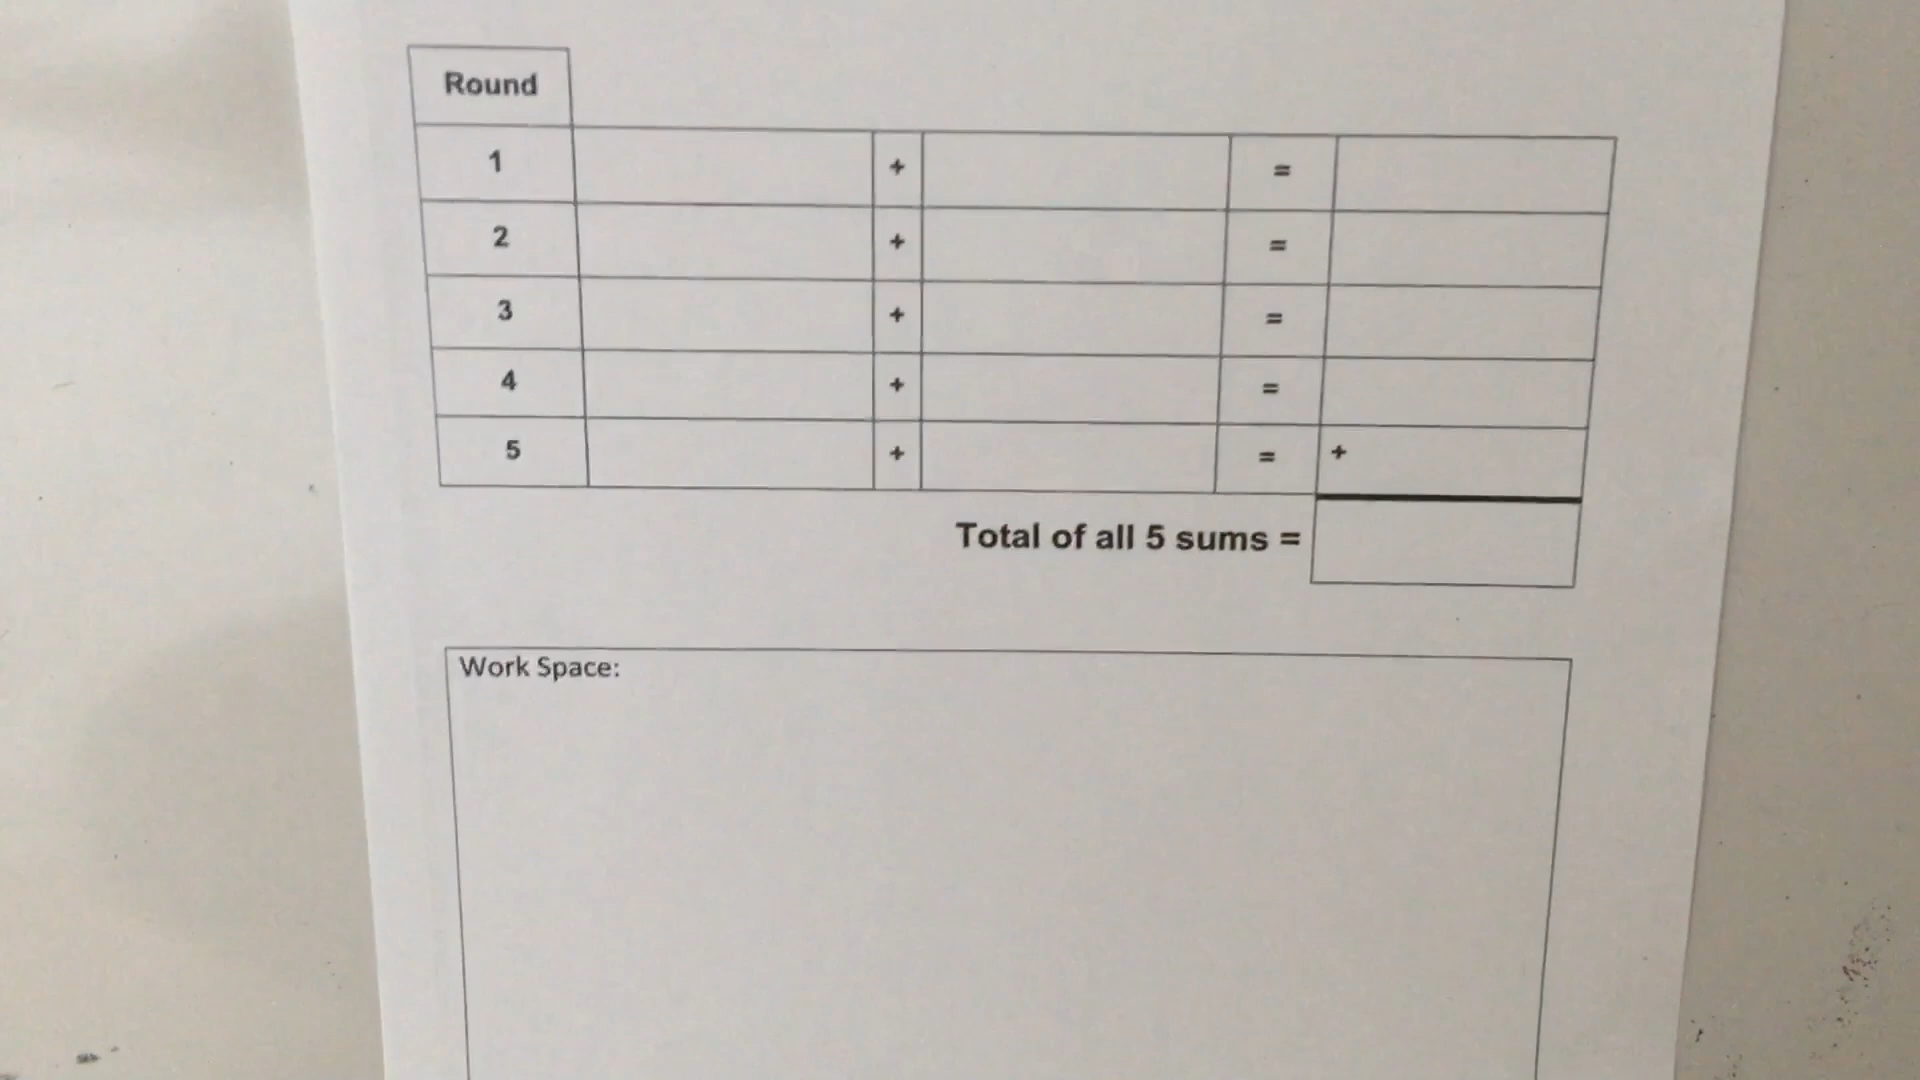 Round
1 + =
2 + =
3 + =
4 + =
5 + = +
Total of all 5 sums =
Work Space: